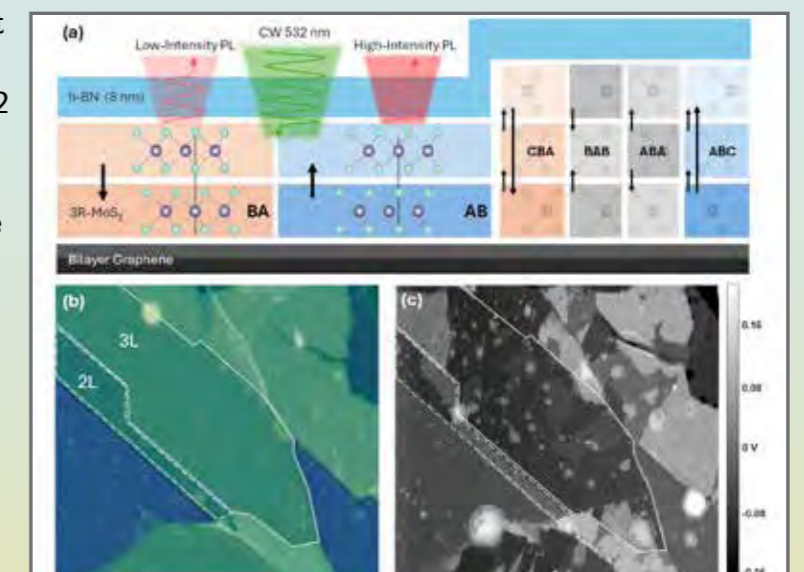 t
2
e
(a)
Low-Intensity PL
CW 532 nm
High-Intensity PL
h-BN (8 nm)
CBA
BAB
ABA
ABC
3R-MoS₂
BA
AB
Bilayer Graphene
(b)
3L
2L
(c)
0.16
0.08
0 V
-0.08